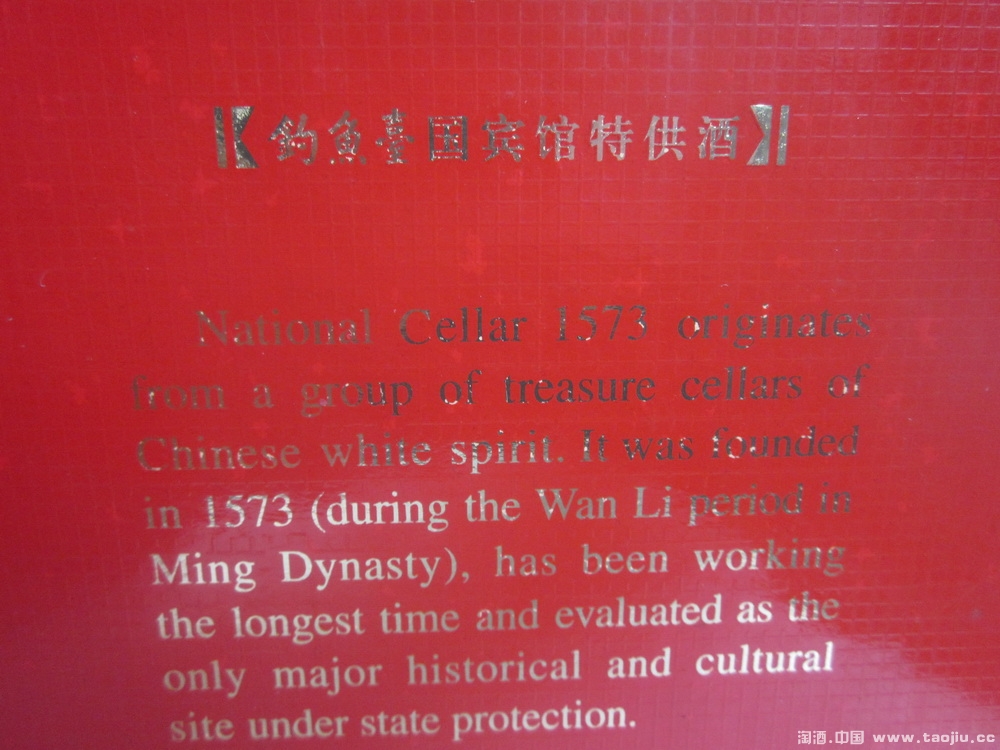 【釣魚臺国宾馆特供酒】
National Cellar 1573 originates
from a group of treasure cellars of
Chinese white spirit. It was founded
in 1573 (during the Wan Li period in
Ming Dynasty), has been working
the longest time and evaluated as the
only major historical and cultural
site under state protection.
淘酒.中国 www.taojiu.cc